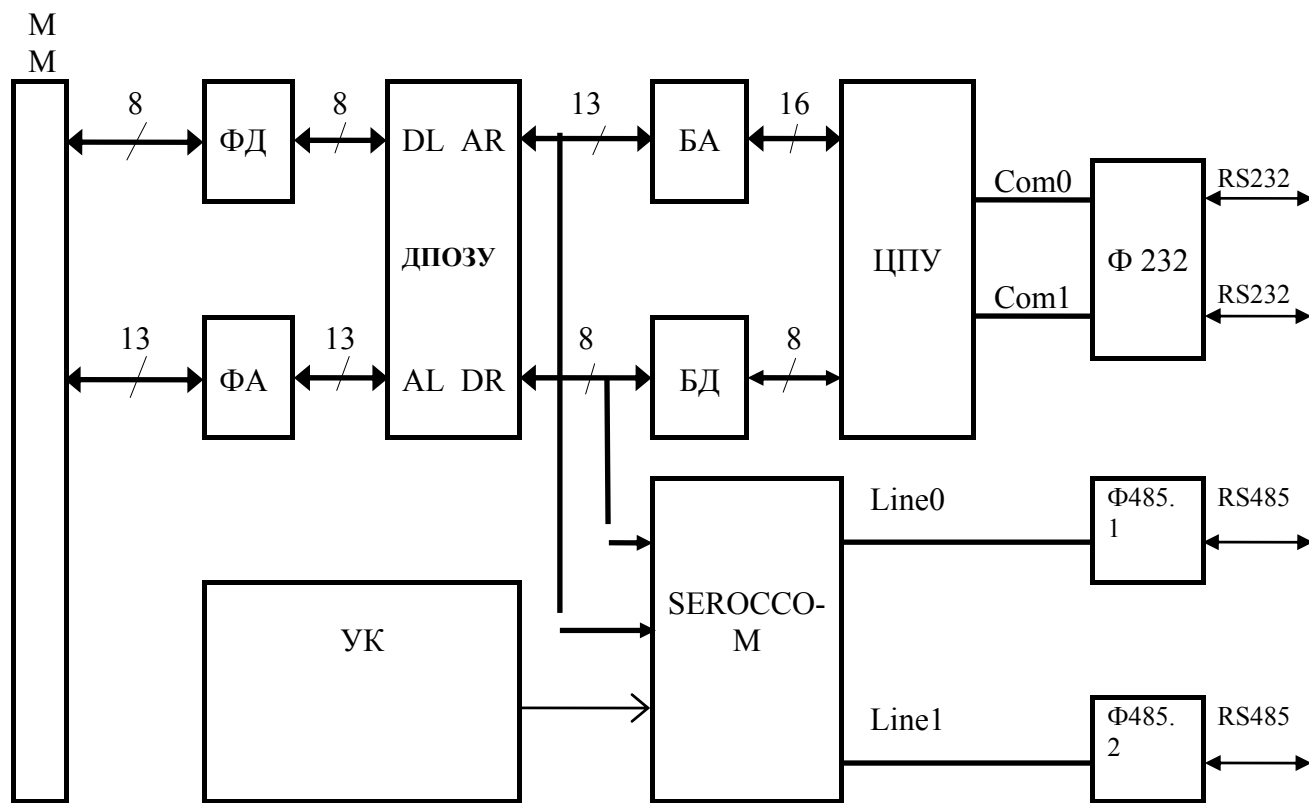 М
М
8
8
13
16
ФД
DL AR
БА
Com0
RS232
ДПОЗУ
ЦПУ
Ф 232
Com1
RS232
13
13
8
8
ФА
AL DR
БД
Line0
Ф485.
1
RS485
УК
SEROCCO-
М
Line1
Ф485.
2
RS485